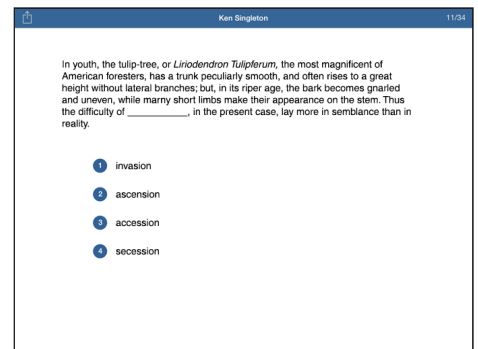 Ken Singleton 11/34
In youth, the tulip-tree, or Liriodendron Tulipferum, the most magnificent of
American foresters, has a trunk peculiarly smooth, and often rises to a great
height without lateral branches; but, in its riper age, the bark becomes gnarled
and uneven, while marny short limbs make their appearance on the stem. Thus
the difficulty of ___________, in the present case, lay more in semblance than in
reality.
1 invasion
2 ascension
3 accession
4 secession